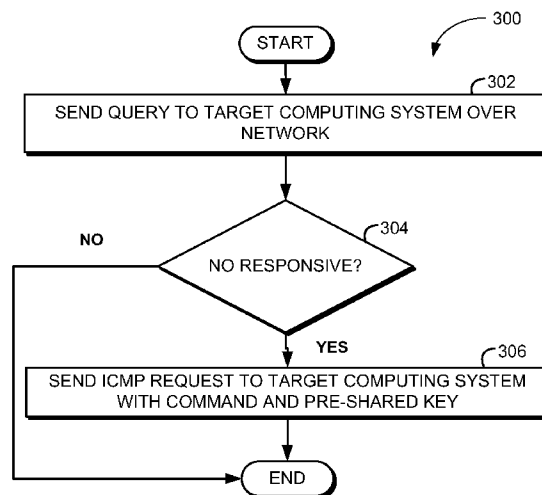 START
300
302
SEND QUERY TO TARGET COMPUTING SYSTEM OVER
NETWORK
304
NO
NO RESPONSIVE?
YES
306
SEND ICMP REQUEST TO TARGET COMPUTING SYSTEM
WITH COMMAND AND PRE-SHARED KEY
END